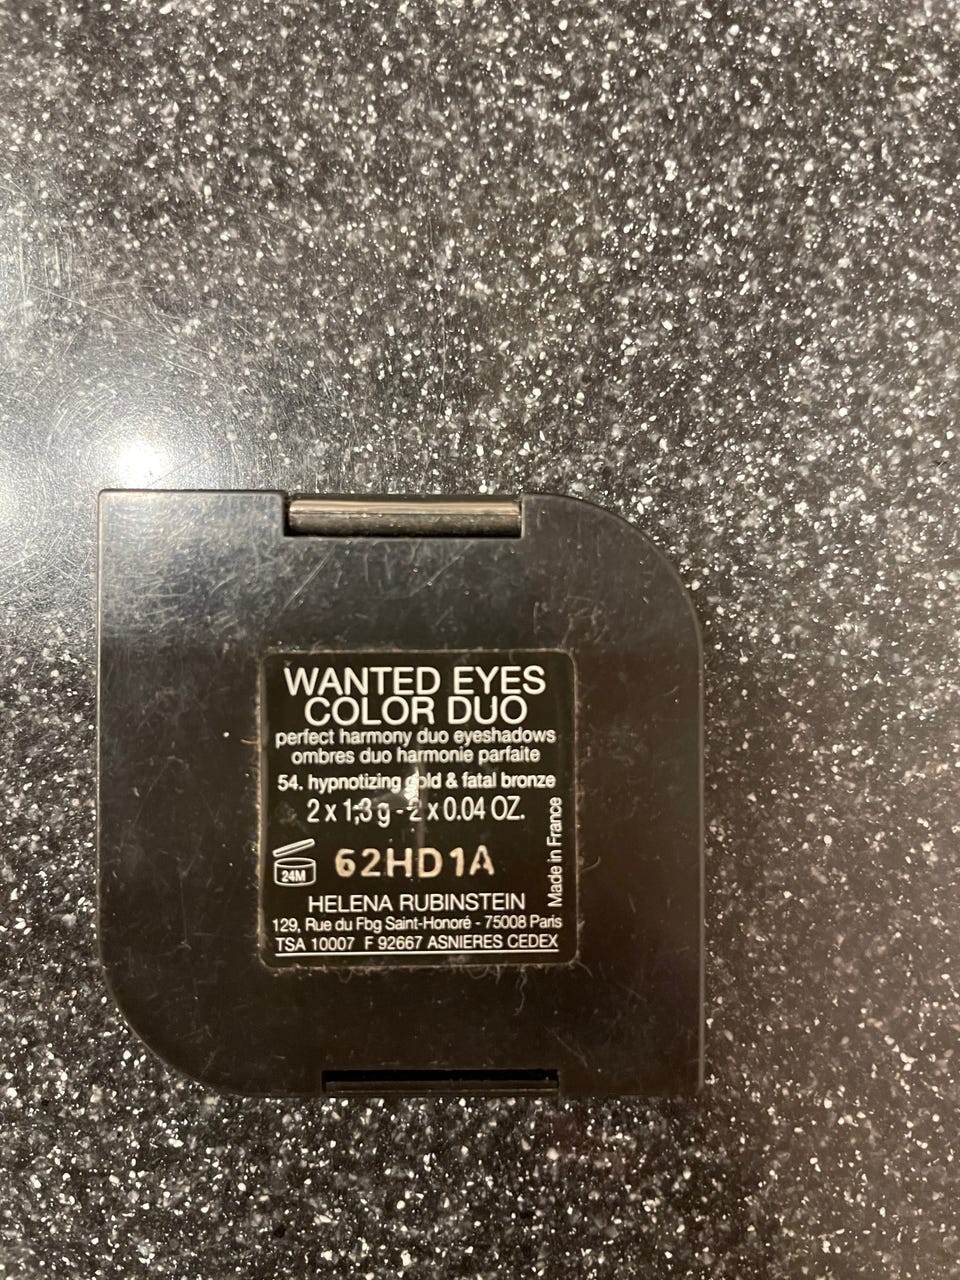 WANTED EYES
COLOR DUO
perfect harmony duo eyeshadows
ombres duo harmonie parfaite
54. hypnotizing gold & fatal bronze
2 x 1,3 g - 2 x 0.04 OZ.
Made in France
24M
62HD1A
HELENA RUBINSTEIN
129, Rue du Fbg Saint-Honoré - 75008 Paris
TSA 10007 F 92667 ASNIERES CEDEX